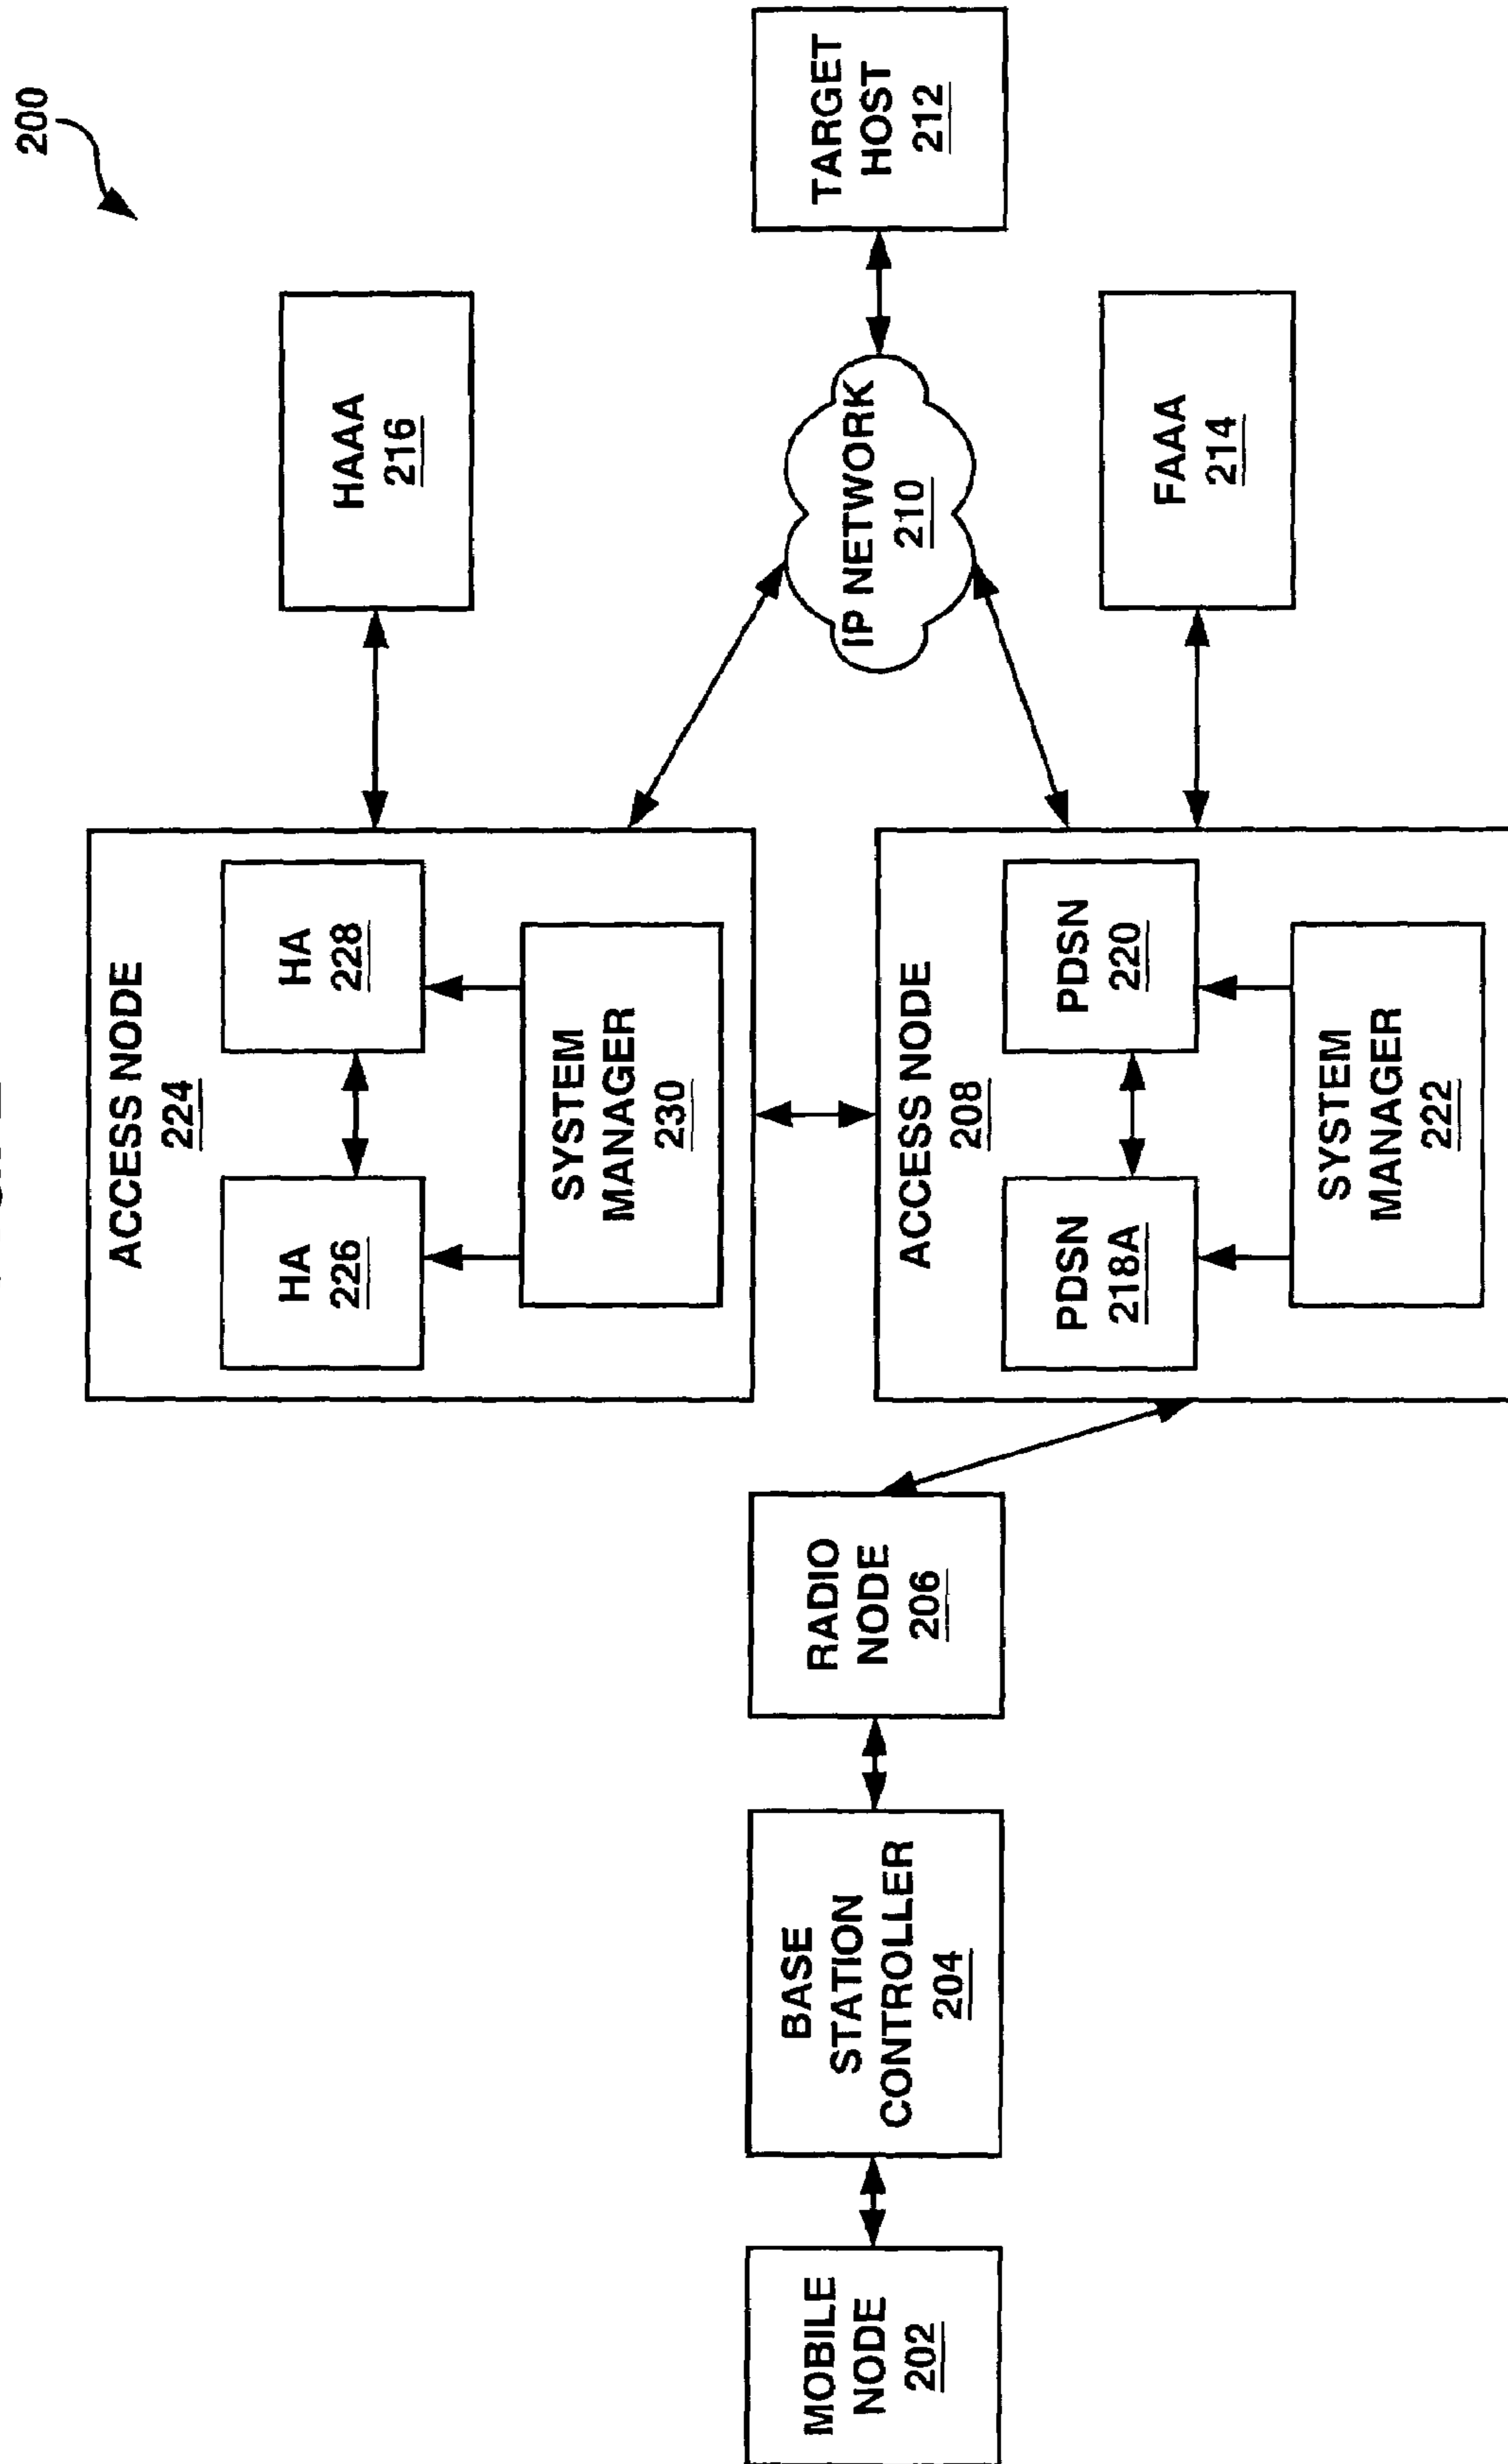 200
HAAA
216
ACCESS NODE
224
HA
226
HA
228
SYSTEM
MANAGER
230
MOBILE
NODE
202
BASE
STATION
CONTROLLER
204
RADIO
NODE
206
IP NETWORK
210
TARGET
HOST
212
ACCESS NODE
208
PDSN
218A
PDSN
220
SYSTEM
MANAGER
222
FAAA
214